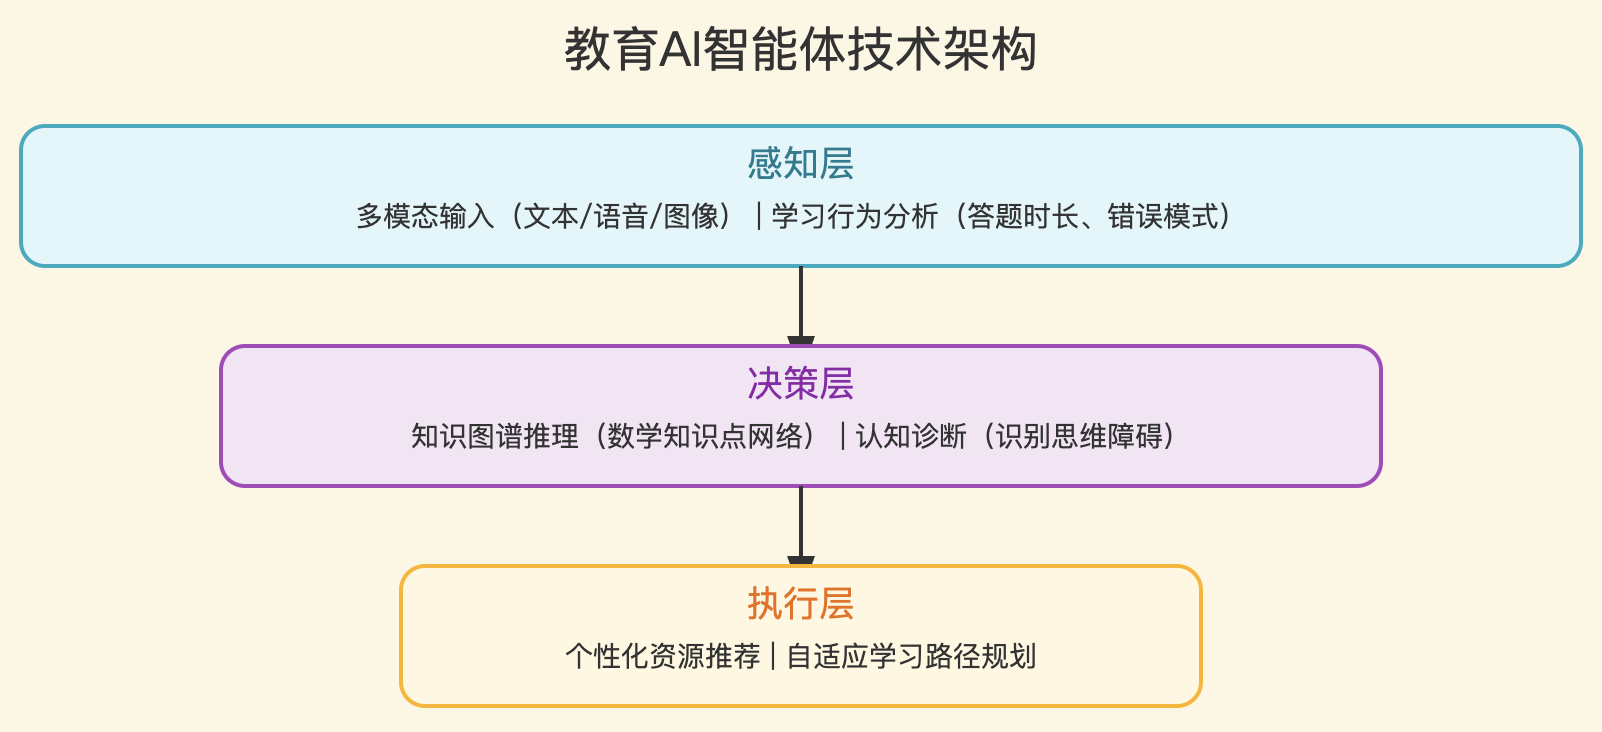 教育AI智能体技术架构
感知层
多模态输入（文本/语音/图像） | 学习行为分析（答题时长、错误模式）
决策层
知识图谱推理（数学知识点网络） | 认知诊断（识别思维障碍）
执行层
个性化资源推荐 | 自适应学习路径规划